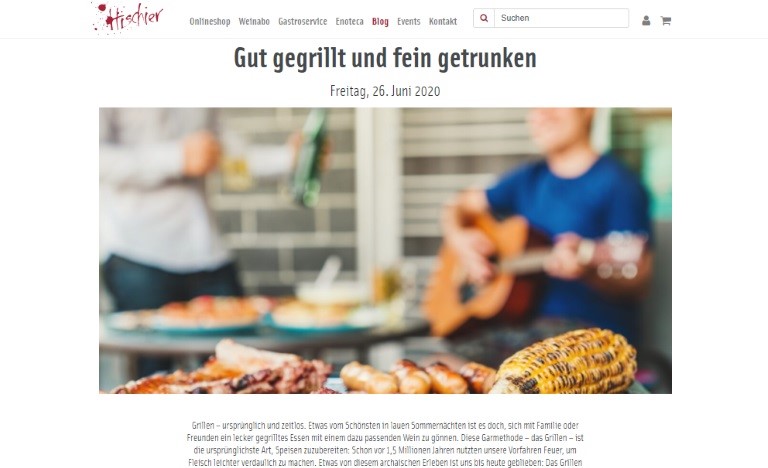 Hischier
Onlineshop Weinabo Gastroservice Enoteca Blog Events Kontakt Suchen
Gut gegrillt und fein getrunken
Freitag, 26. Juni 2020
Grillen – ursprünglich und zeitlos. Etwas vom Schönsten in lauen Sommernächten ist es doch, sich mit Familie oder
Freunden ein lecker gegrilltes Essen mit einem dazu passenden Wein zu gönnen. Diese Garmethode – das Grillen – ist
die ursprünglichste Art, Speisen zuzubereiten: Schon vor 1,5 Millionen Jahren nutzten unsere Vorfahren Feuer, um
Fleisch leichter verdaulich zu machen. Etwas von diesem archaischen Erleben ist uns bis heute geblieben: Das Grillen